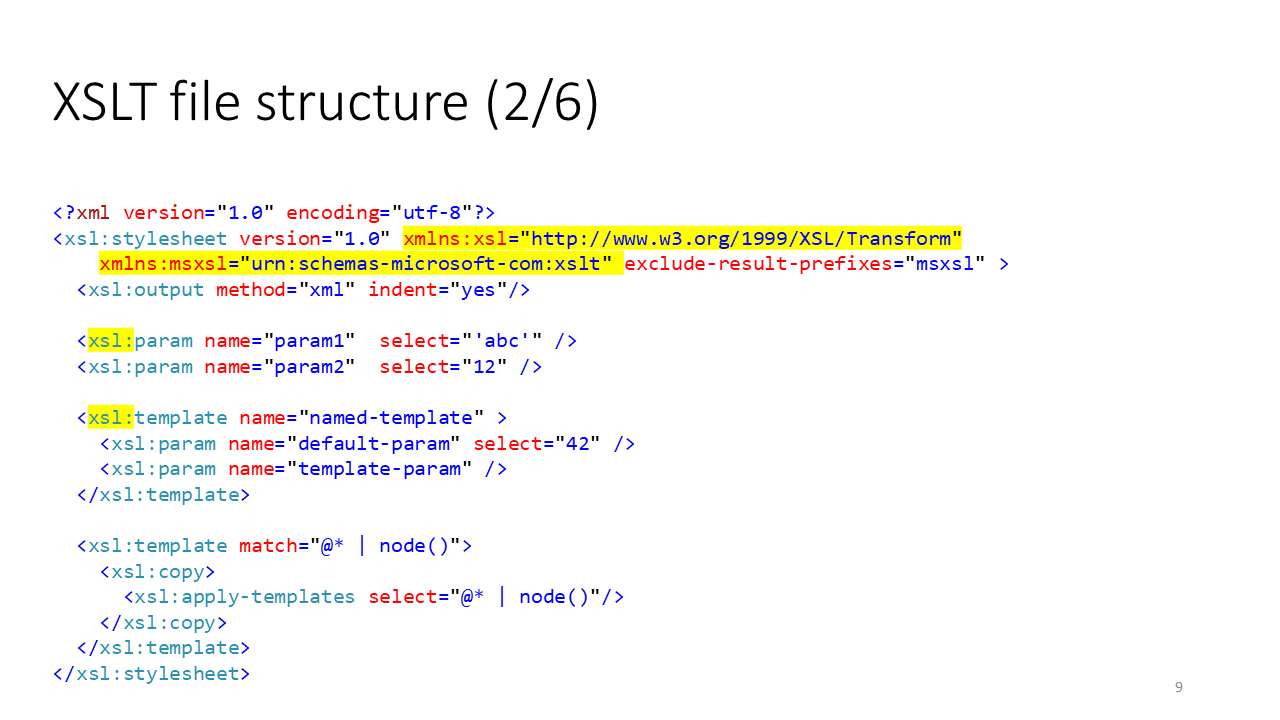 XSLT file structure (2/6)
<?xml version="1.0" encoding="utf-8"?>
<xsl:stylesheet version="1.0" xmlns:xsl="http://www.w3.org/1999/XSL/Transform"
    xmlns:msxsl="urn:schemas-microsoft-com:xslt" exclude-result-prefixes="msxsl" >
  <xsl:output method="xml" indent="yes"/>
  <xsl:param name="param1"  select="'abc'" />
  <xsl:param name="param2"  select="12" />
  <xsl:template name="named-template" >
    <xsl:param name="default-param" select="42" />
    <xsl:param name="template-param" />
  </xsl:template>
  <xsl:template match="@* | node()">
    <xsl:copy>
      <xsl:apply-templates select="@* | node()"/>
    </xsl:copy>
  </xsl:template>
</xsl:stylesheet>
9